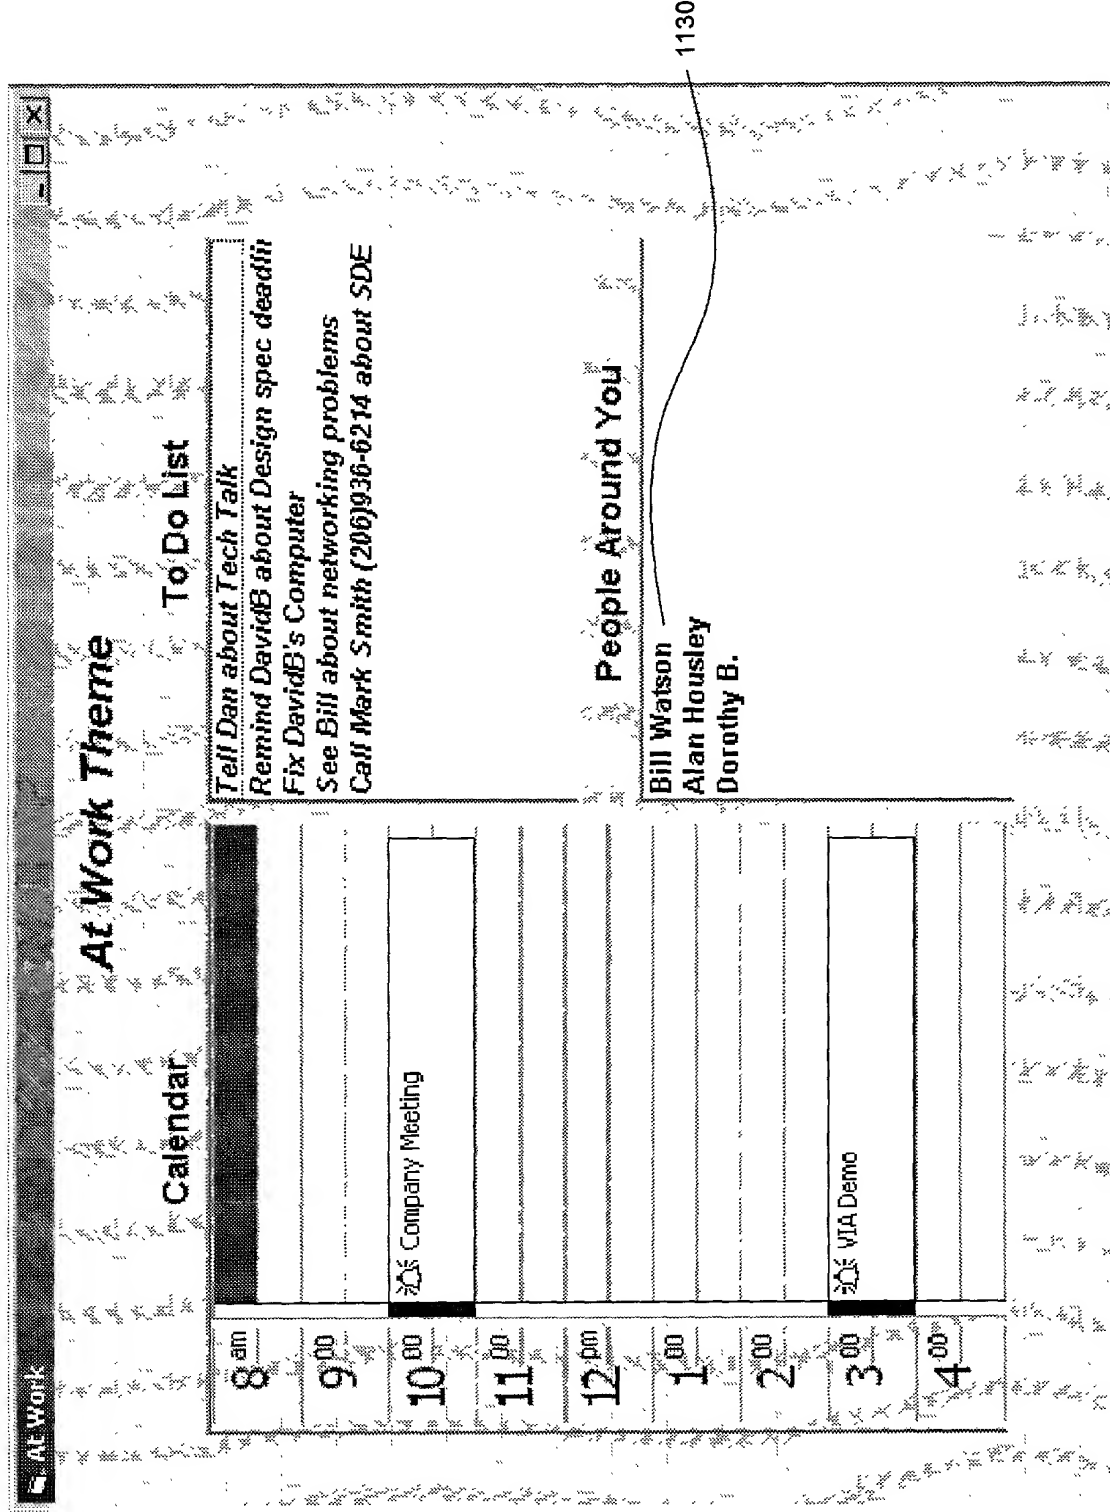 At Work
At Work Theme
Calendar
8 am
9 00
10 00
Company Meeting
11 00
12 pm
1 00
2 00
3 00
VIA Demo
4 00
To Do List
Tell Dan about Tech Talk
Remind DavidB about Design spec deadlin
Fix DavidB's Computer
See Bill about networking problems
Call Mark Smith (206)936-6214 about SDE
People Around You
Bill Watson
Alan Housley
Dorothy B.
1130